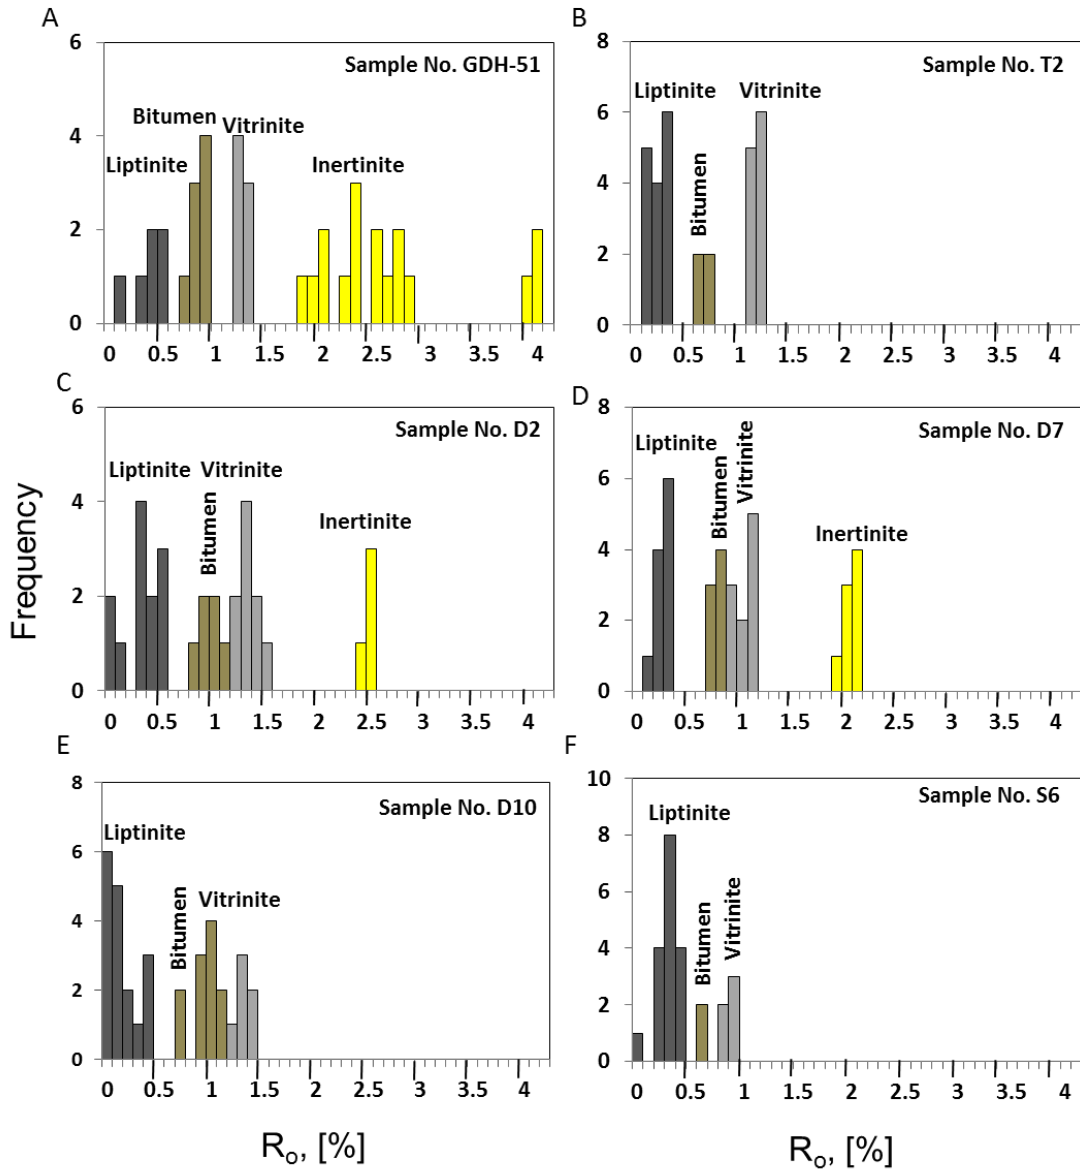 A
Sample No. GDH-51
6
4
2
0
Liptinite
Bitumen
Vitrinite
Inertinite
0 0.5 1 1.5 2 2.5 3 3.5 4
B
Sample No. T2
8
6
4
2
0
Liptinite
Bitumen
Vitrinite
0 0.5 1 1.5 2 2.5 3 3.5 4
C
Sample No. D2
6
4
2
0
Liptinite
Bitumen
Vitrinite
Inertinite
0 0.5 1 1.5 2 2.5 3 3.5 4
D
Sample No. D7
8
6
4
2
0
Liptinite
Bitumen
Vitrinite
Inertinite
0 0.5 1 1.5 2 2.5 3 3.5 4
Frequency
E
Sample No. D10
8
6
4
2
0
Liptinite
Bitumen
Vitrinite
0 0.5 1 1.5 2 2.5 3 3.5 4
Ro, [%]
F
Sample No. S6
10
8
6
4
2
0
Liptinite
Bitumen
Vitrinite
0 0.5 1 1.5 2 2.5 3 3.5 4
Ro, [%]